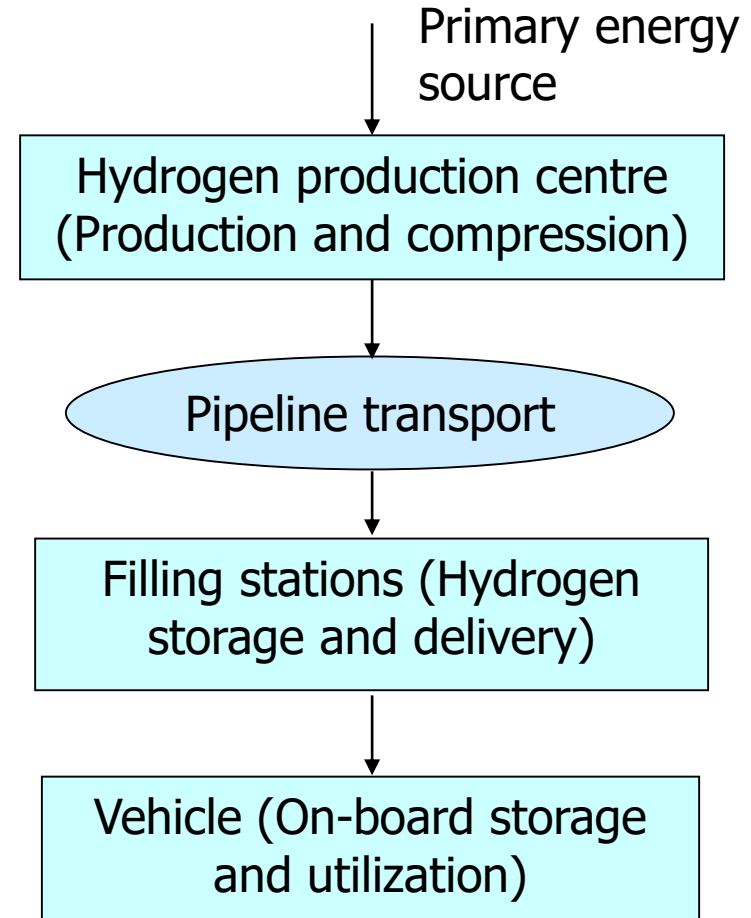 Primary energy
source
Hydrogen production centre
(Production and compression)
Pipeline transport
Filling stations (Hydrogen
storage and delivery)
Vehicle (On-board storage
and utilization)